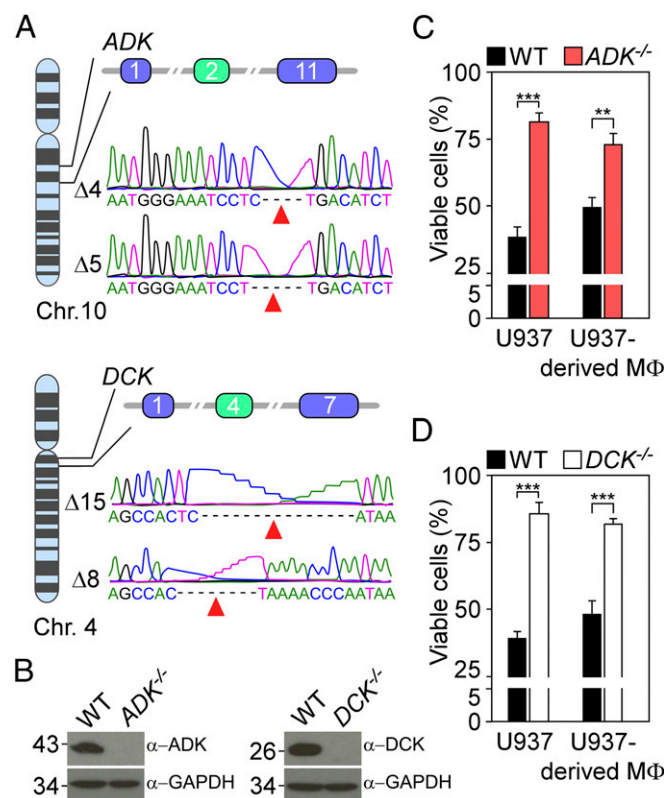 A
ADK
1
2
11
Δ4
AATGGGAAATCCTC-----TGACATCT
Δ5
AATGGGAAATCCT------TGACATCT
Chr.10
DCK
1
4
7
Δ15
AGCCACTC----------------ATAA
Δ8
AGCCAC---------TAAAACCCAATAA
Chr. 4
B
WT ADK-/-
43
α–ADK
34
α–GAPDH
WT DCK-/-
26
α–DCK
34
α–GAPDH
C
WT ADK-/-
Viable cells (%)
100
75
50
25
5
0
***
**
U937
U937-
derived MΦ
D
WT DCK-/-
Viable cells (%)
100
75
50
25
5
0
***
***
U937
U937-
derived MΦ